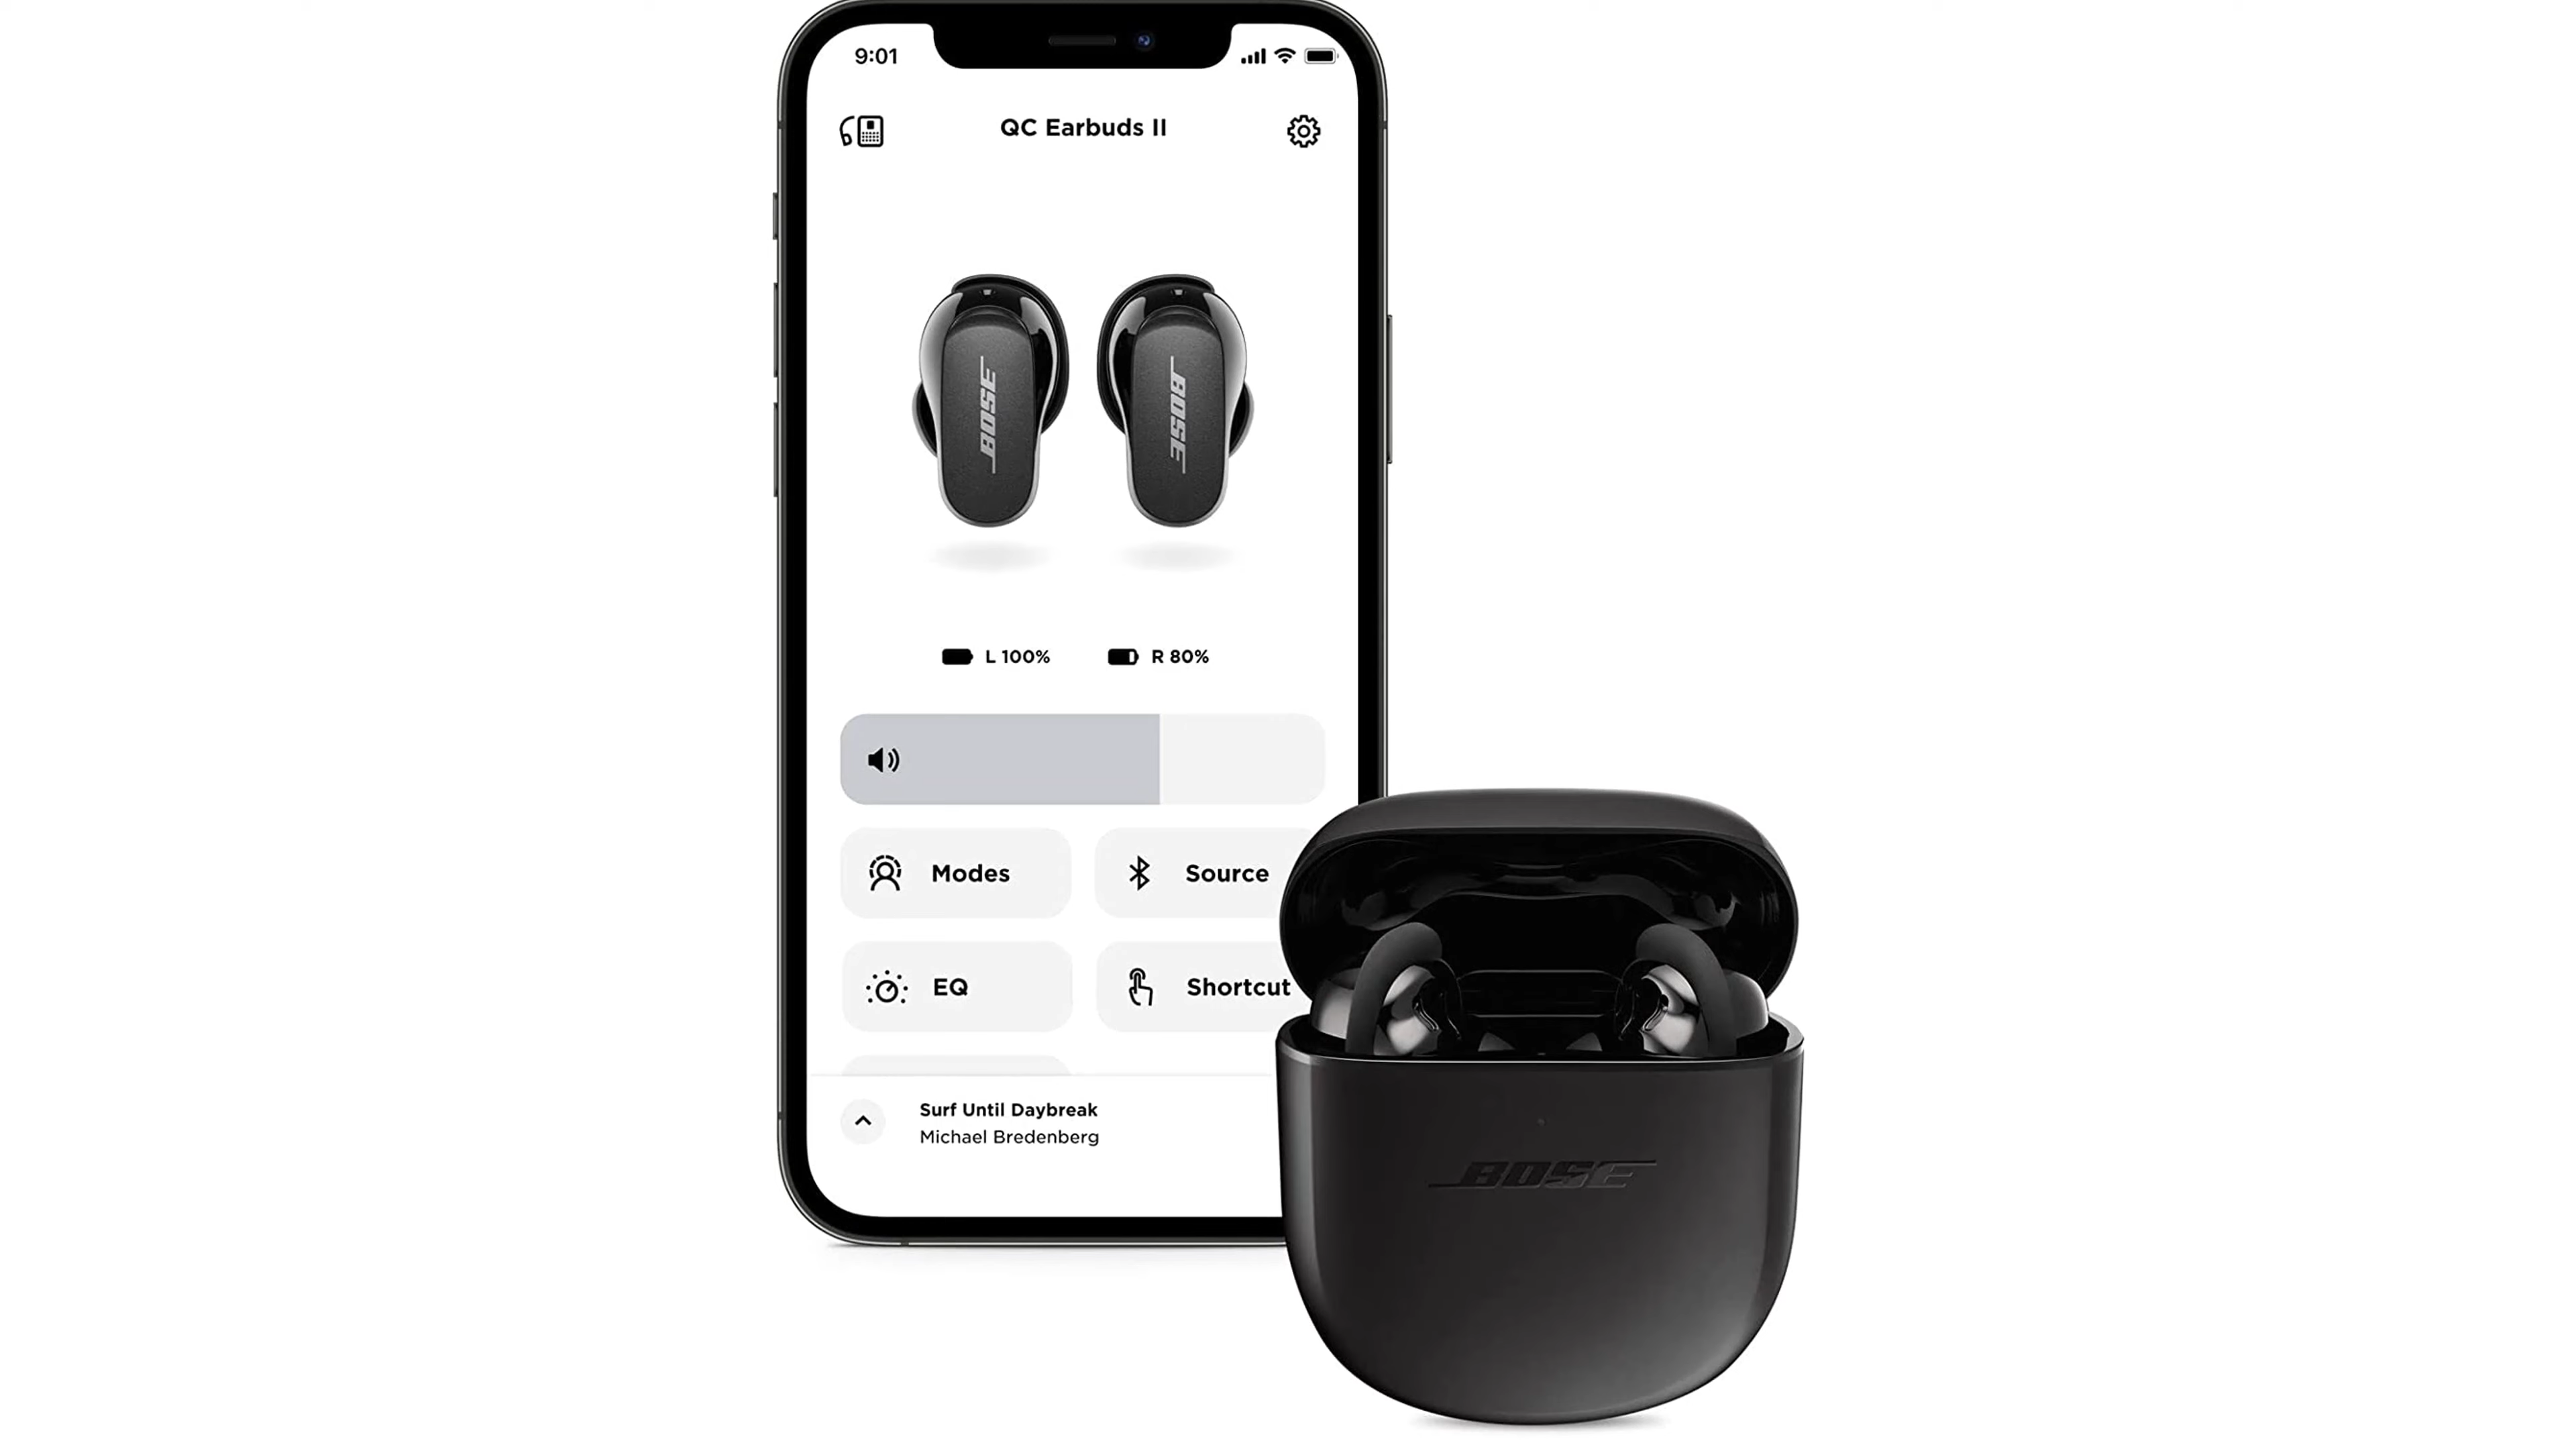 9:01
QC Earbuds II
BOSE
BOSE
L 100%
R 80%
Modes
Source
EQ
Shortcut
Surf Until Daybreak
Michael Bredenberg
BOSE